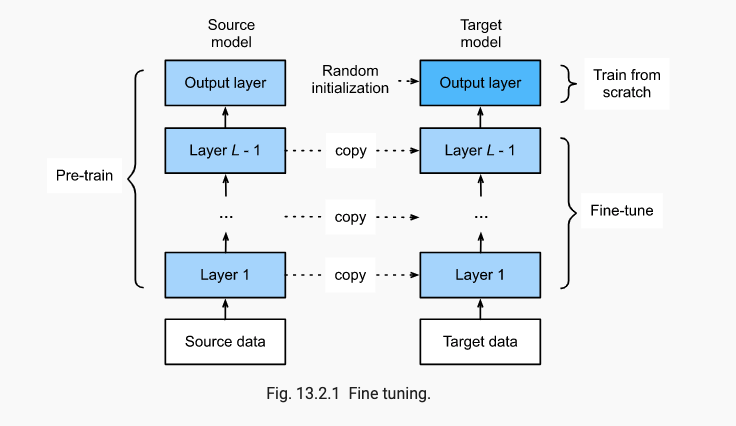 Source
model
Target
model
Output layer
Random
initialization
Output layer
Train from
scratch
Layer L - 1
copy
Layer L - 1
Pre-train
...
copy
...
Fine-tune
Layer 1
copy
Layer 1
Source data
Target data
Fig. 13.2.1 Fine tuning.